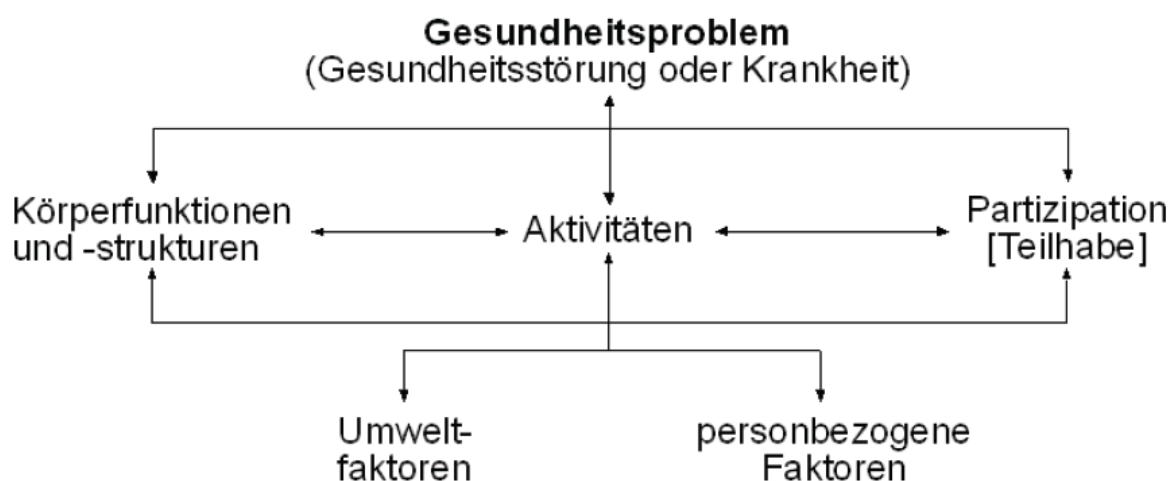 Gesundheitsproblem
(Gesundheitsstörung oder Krankheit)
Körperfunktionen
und -strukturen
Aktivitäten
Partizipation
[Teilhabe]
Umwelt-
faktoren
personbezogene
Faktoren